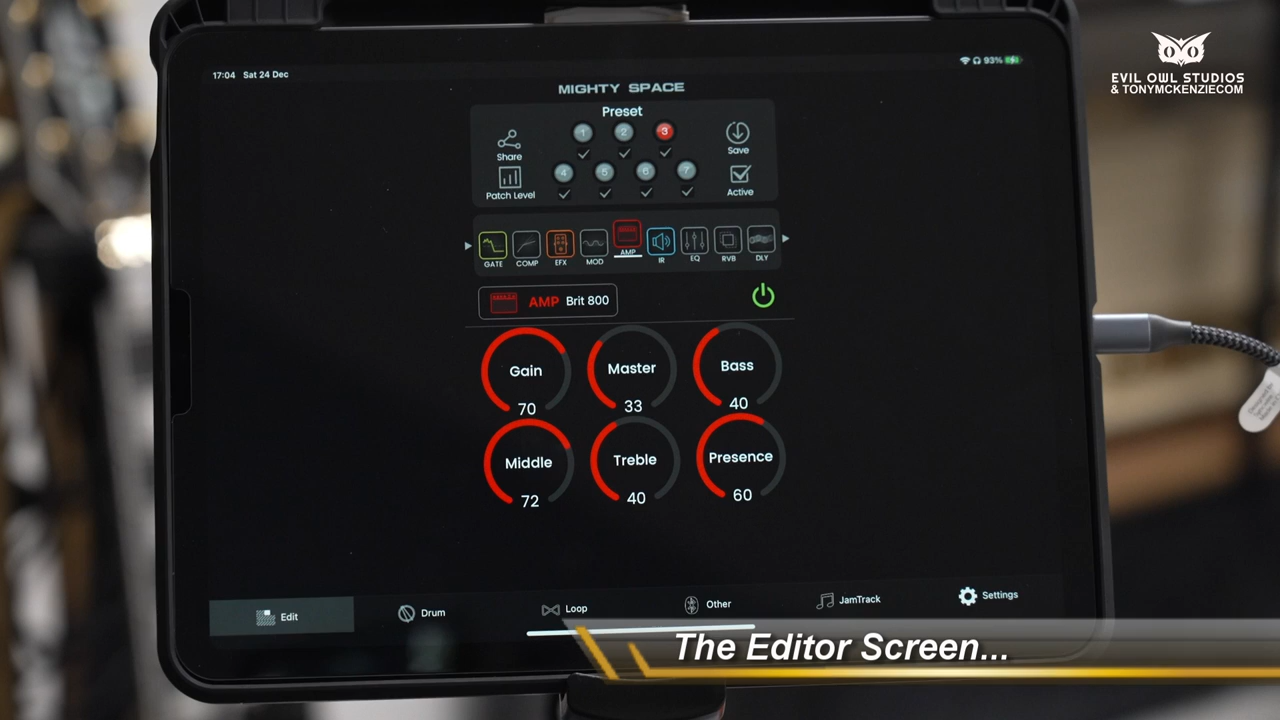 17:04 Sat 24 Dec
93%
EVIL OWL STUDIOS
& TONYMCKENZIECOM
MIGHTY SPACE
Preset
1 2 3
Share
Save
4 5 6 7
Patch Level
Active
GATE COMP EFX MOD AMP IR EQ RVB DLY
AMP Brit 800
Gain Master Bass
70 33 40
Middle Treble Presence
72 40 60
Edit Drum Loop Other JamTrack Settings
The Editor Screen...